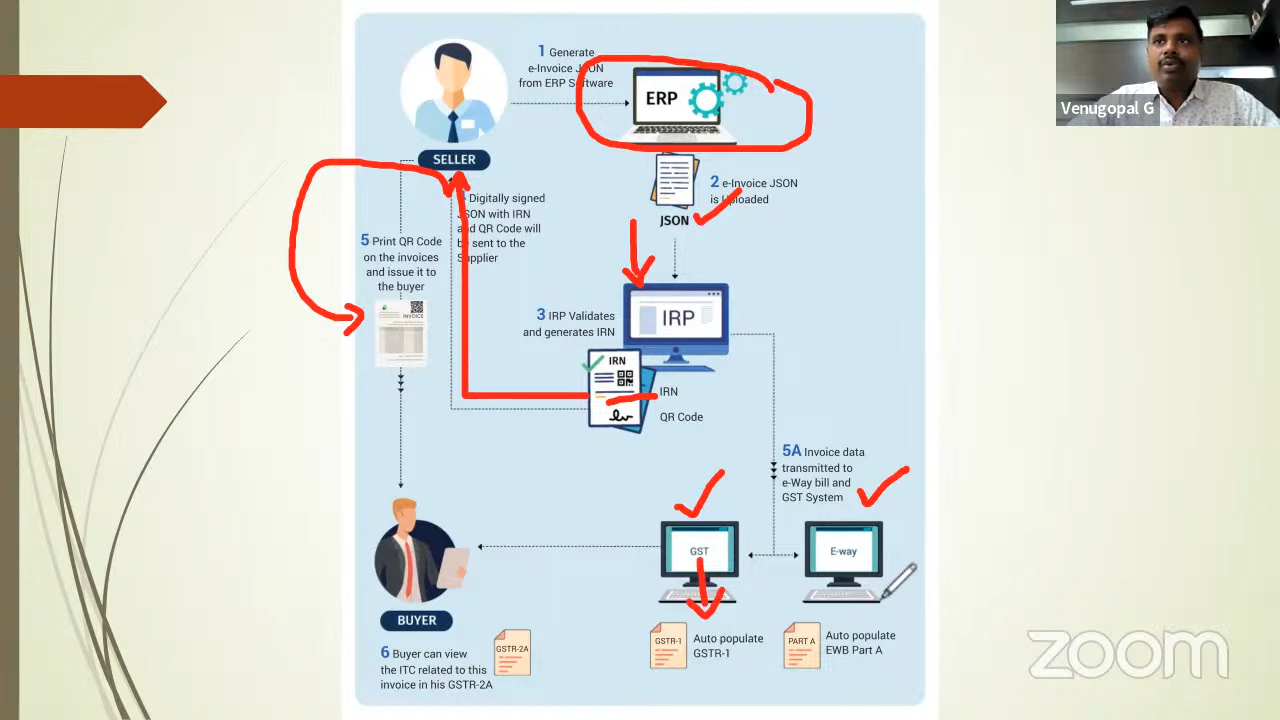 1 Generate
e-Invoice JSON
from ERP Software
ERP
Venugopal G
SELLER
2 e-Invoice JSON
is Uploaded
JSON
Digitally signed
JSON with IRN
and QR Code will
be sent to the
Supplier
5 Print QR Code
on the invoices
and issue it to
the buyer
INVOICE
3 IRP Validates
and generates IRN
IRP
IRN
IRN
QR Code
5A Invoice data
transmitted to
e-Way bill and
GST System
GST
E-way
BUYER
6 Buyer can view
the ITC related to this
invoice in his GSTR-2A
GSTR-2A
GSTR-1
Auto populate
GSTR-1
PART A
Auto populate
EWB Part A
zoom